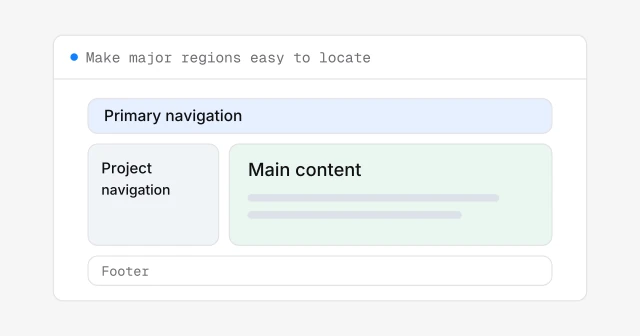 Make major regions easy to locate
Primary navigation
Project
navigation
Main content
Footer